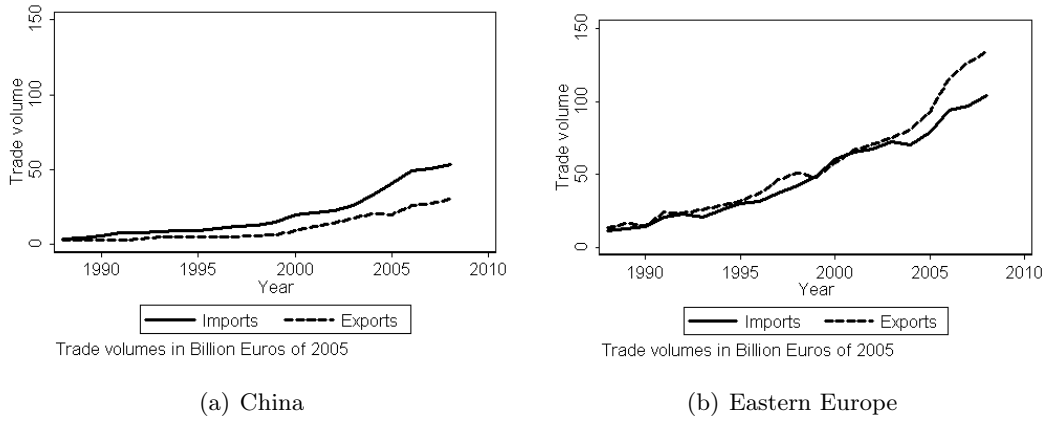 150
100
50
0
Trade volume
1990 1995 2000 2005 2010
Year
Imports Exports
Trade volumes in Billion Euros of 2005
(a) China
150
100
50
0
Trade volume
1990 1995 2000 2005 2010
Year
Imports Exports
Trade volumes in Billion Euros of 2005
(b) Eastern Europe